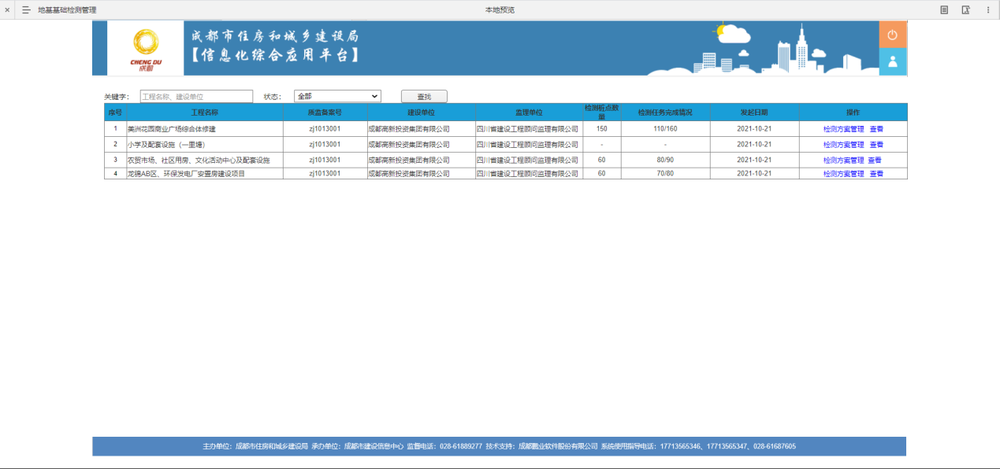 × 地基基础检测管理 本地预览
成都市住房和城乡建设局
【信息化综合应用平台】
CHENG DU
成都
关键字： 工程名称、建设单位 状态： 全部 查找
序号 工程名称 质监备案号 建设单位 监理单位 检测桩点数量 检测任务完成情况 发起日期 操作
1 美洲花园商业广场综合体修建 zj1013001 成都高新投资集团有限公司 四川省建设工程顾问监理有限公司 150 110/160 2021-10-21 检测方案管理 查看
2 小学及配套设施（一里塘） zj1013001 成都高新投资集团有限公司 四川省建设工程顾问监理有限公司 - - 2021-10-21 检测方案管理 查看
3 农贸市场、社区用房、文化活动中心及配套设施 zj1013001 成都高新投资集团有限公司 四川省建设工程顾问监理有限公司 60 80/90 2021-10-21 检测方案管理 查看
4 龙锦AB区、环保发电厂安置房建设项目 zj1013001 成都高新投资集团有限公司 四川省建设工程顾问监理有限公司 60 70/80 2021-10-21 检测方案管理 查看
主办单位：成都市住房和城乡建设局 承办单位：成都市建设信息中心 监督电话：028-61889277 技术支持：成都鹏业软件股份有限公司 系统使用指导电话：17713565346、17713565347、028-61687605